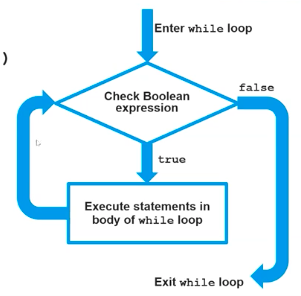 Enter while loop
)
Check Boolean
expression
false
true
Execute statements in
body of while loop
Exit while loop